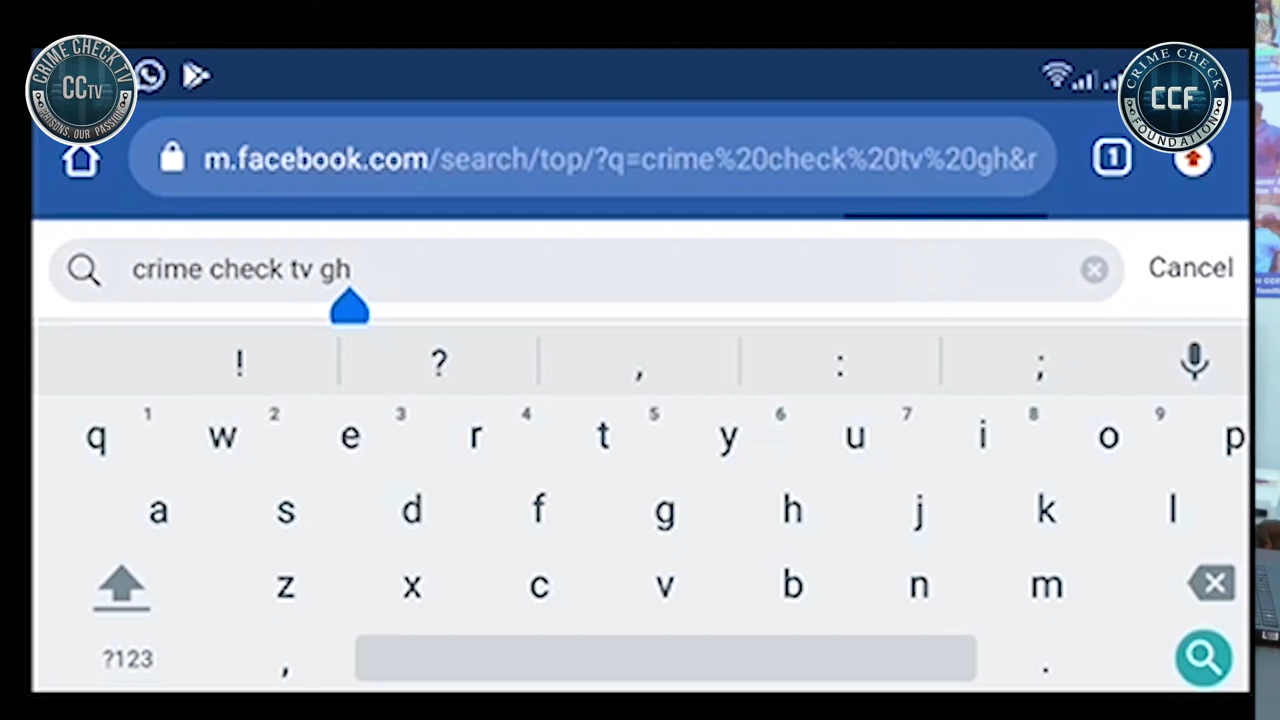 CRIME CHECK TV
CCTV
PRISONS, OUR PASSION
CRIME CHECK
CCF
FOUNDATION
m.facebook.com/search/top/?q=crime%20check%20tv%20gh&r
1
crime check tv gh
Cancel
! ? , : ;
1 2 3 4 5 6 7 8 9
q w e r t y u i o p
a s d f g h j k l
z x c v b n m
?123 , .